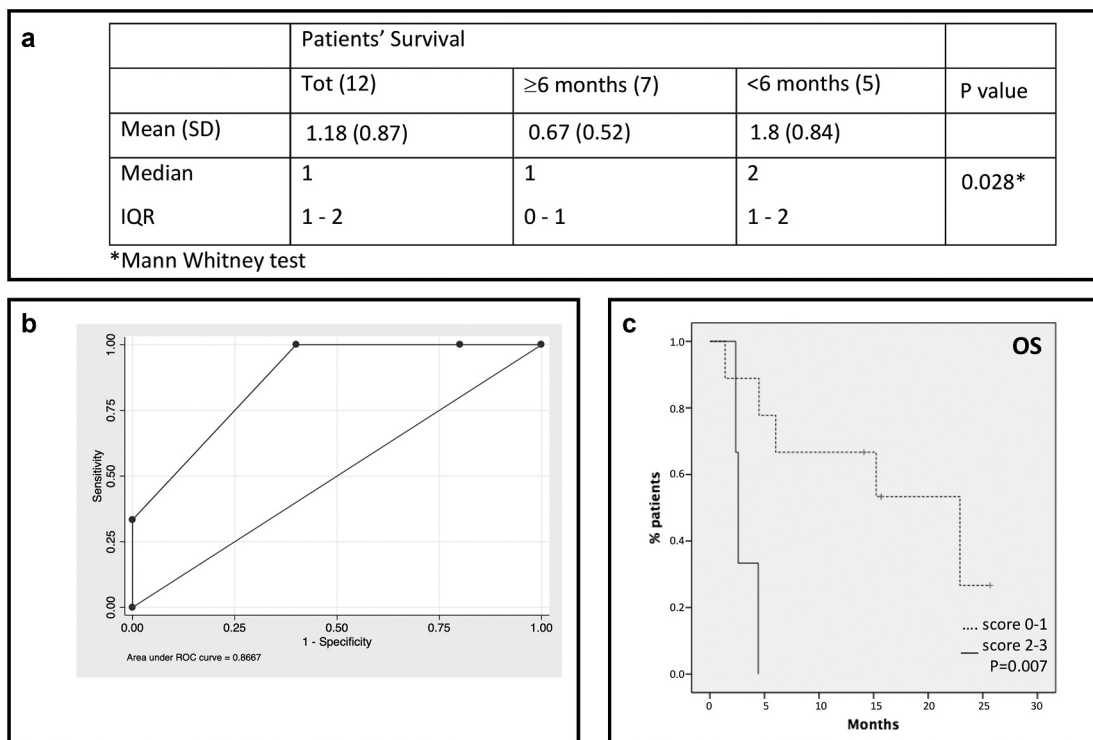 a
Patients' Survival
Tot (12) ≥6 months (7) <6 months (5) P value
Mean (SD) 1.18 (0.87) 0.67 (0.52) 1.8 (0.84)
Median 1 1 2 0.028*
IQR 1 - 2 0 - 1 1 - 2
*Mann Whitney test
b
Sensitivity
1.00
0.75
0.50
0.25
0.00
0.00 0.25 0.50 0.75 1.00
1 - Specificity
Area under ROC curve = 0.8667
c
OS
% patients
1.0
0.8
0.6
0.4
0.2
0.0
.... score 0-1
__ score 2-3
P=0.007
0 5 10 15 20 25 30
Months